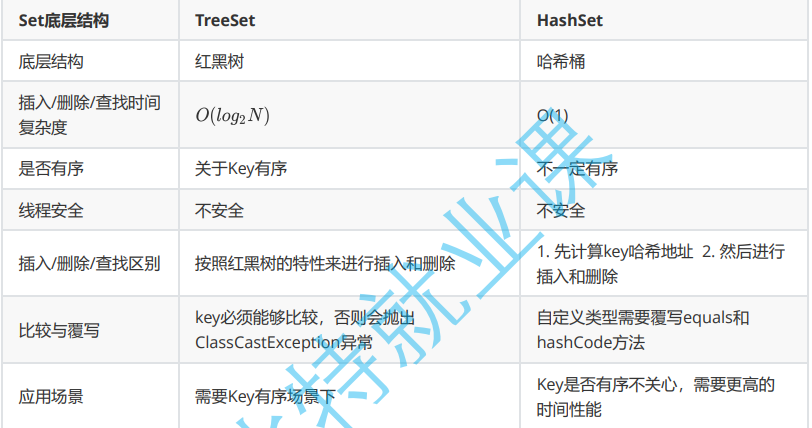 Set底层结构 TreeSet HashSet
底层结构 红黑树 哈希桶
插入/删除/查找时间
复杂度 O(log₂N) O(1)
是否有序 关于Key有序 不一定有序
线程安全 不安全 不安全
插入/删除/查找区别 按照红黑树的特性来进行插入和删除 1. 先计算key哈希地址 2. 然后进行
插入和删除
比较与覆写 key必须能够比较，否则会抛出
ClassCastException异常 自定义类型需要覆写equals和
hashCode方法
应用场景 需要Key有序场景下 Key是否有序不关心，需要更高的
时间性能
特就业课